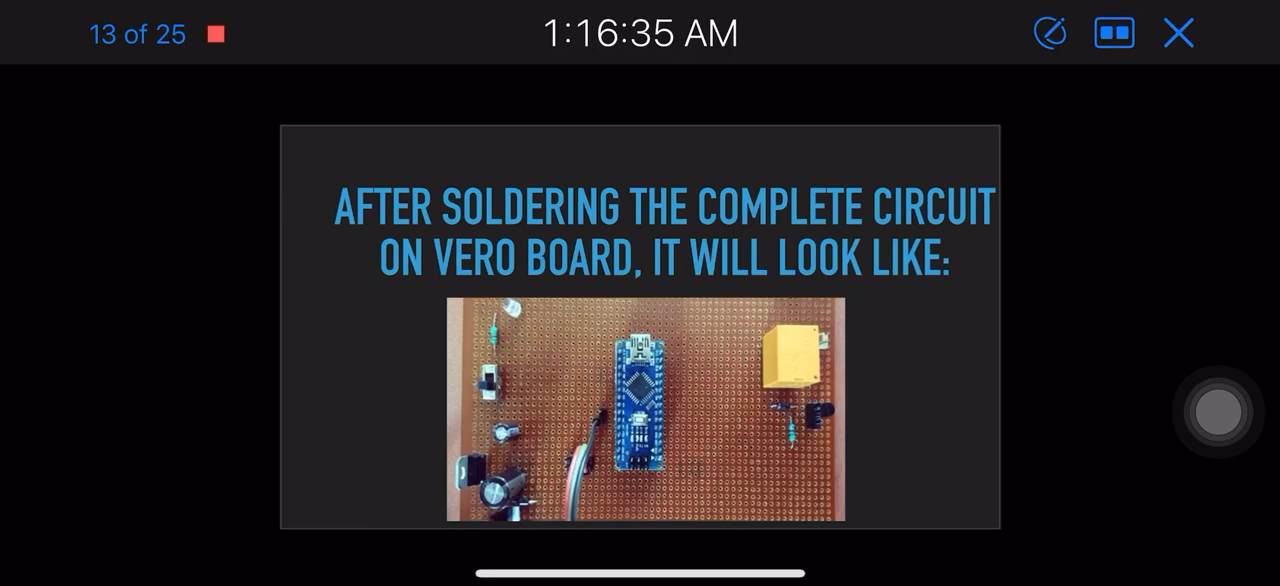 13 of 25
1:16:35 AM
AFTER SOLDERING THE COMPLETE CIRCUIT
ON VERO BOARD, IT WILL LOOK LIKE: